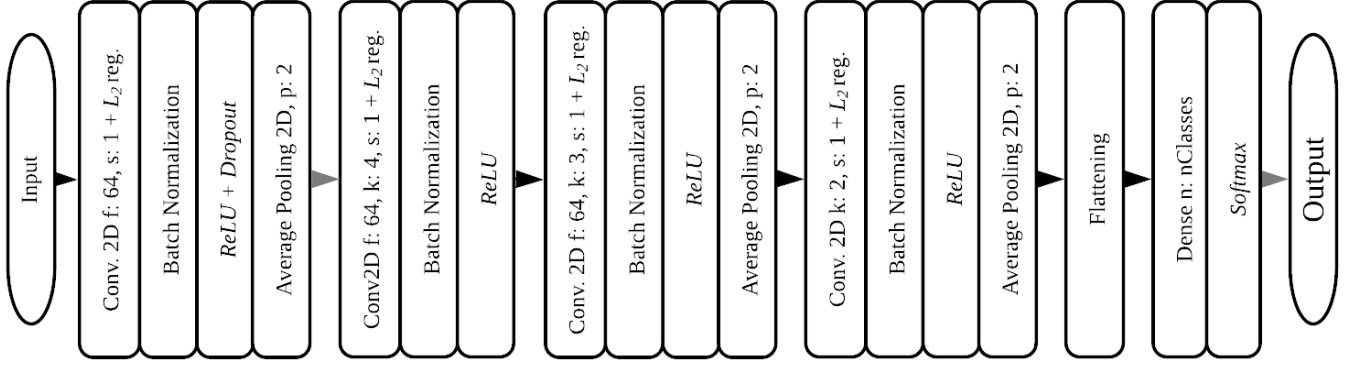 Input
Conv. 2D f: 64, s: 1 + L₂ reg.
Batch Normalization
ReLU + Dropout
Average Pooling 2D, p: 2
Conv2D f: 64, k: 4, s: 1 + L₂ reg.
Batch Normalization
ReLU
Conv. 2D f: 64, k: 3, s: 1 + L₂ reg.
Batch Normalization
ReLU
Average Pooling 2D, p: 2
Conv. 2D k: 2, s: 1 + L₂ reg.
Batch Normalization
ReLU
Average Pooling 2D, p: 2
Flattening
Dense n: nClasses
Softmax
Output